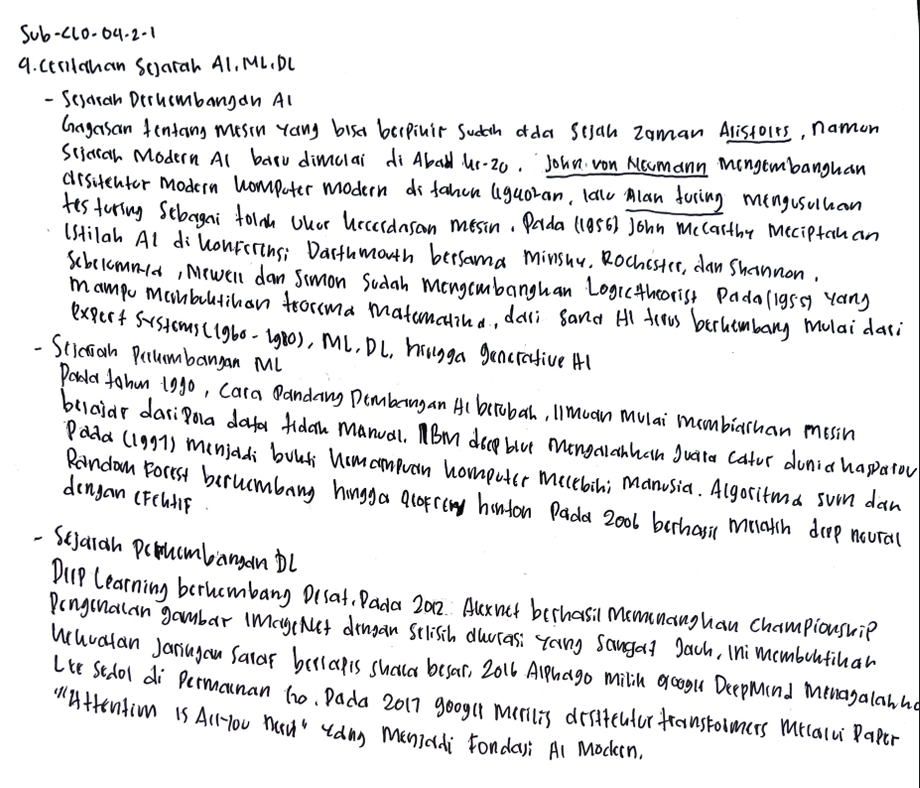 Sub-CLO-04-2-1
9. Ceritakan Sejarah AI, ML, DL
- Sejarah Perkembangan AI
Gagasan tentang mesin yang bisa berpikir sudah ada sejak zaman Aristoles, namun
Sejarah Modern AI baru dimulai di Abad ke-20. John von Neumann mengembangkan
arsitektur Modern komputer modern di tahun (1940)an, lalu Alan turing mengusulkan
tes turing sebagai tolak ukur kecerdasan mesin. Pada (1956) John McCarthy Meciptakan
Istilah AI di konferensi Darthmouth bersama Minsky, Rochester, dan Shannon.
Sebelumnya, Newell dan Simon sudah mengembangkan Logictheorist Pada (1955) yang
mampu membuktikan teorema matematika, dari sana AI terus berkembang mulai dari
expert systems (1960-1980), ML, DL, hingga generative AI
- Sejarah Perkembangan ML
Pada tahun 1990, Cara Pandang Pembangan AI berubah, Ilmuan mulai membiarkan mesin
belajar dari Pola data tidak manual. IBM deep blue mengalahkan Juara catur dunia kasparov
Pada (1997) menjadi bukti kemampuan komputer melebihi manusia. Algoritma SVM dan
Random Forest berkembang hingga Geofrey hinton Pada 2006 berhasil melatih deep neural
dengan efektif
- Sejarah Perkembangan DL
Deep Learning berkembang Pesat. Pada 2012 Alexnet berhasil Memenangkan Championship
Pengenalan gambar IMageNet dengan selisih akurasi yang sangat Jauh, Ini membuktikan
kekuatan Jaringan saraf berlapis skala besar, 2016 Alphago milik Google DeepMind menagalahka
Lee Sedol di Permainan Go. Pada 2017 google Merilis arsitektur transformers Melalui Paper
"Attention Is All-You Need" yang Menjadi Fondasi AI Modern.